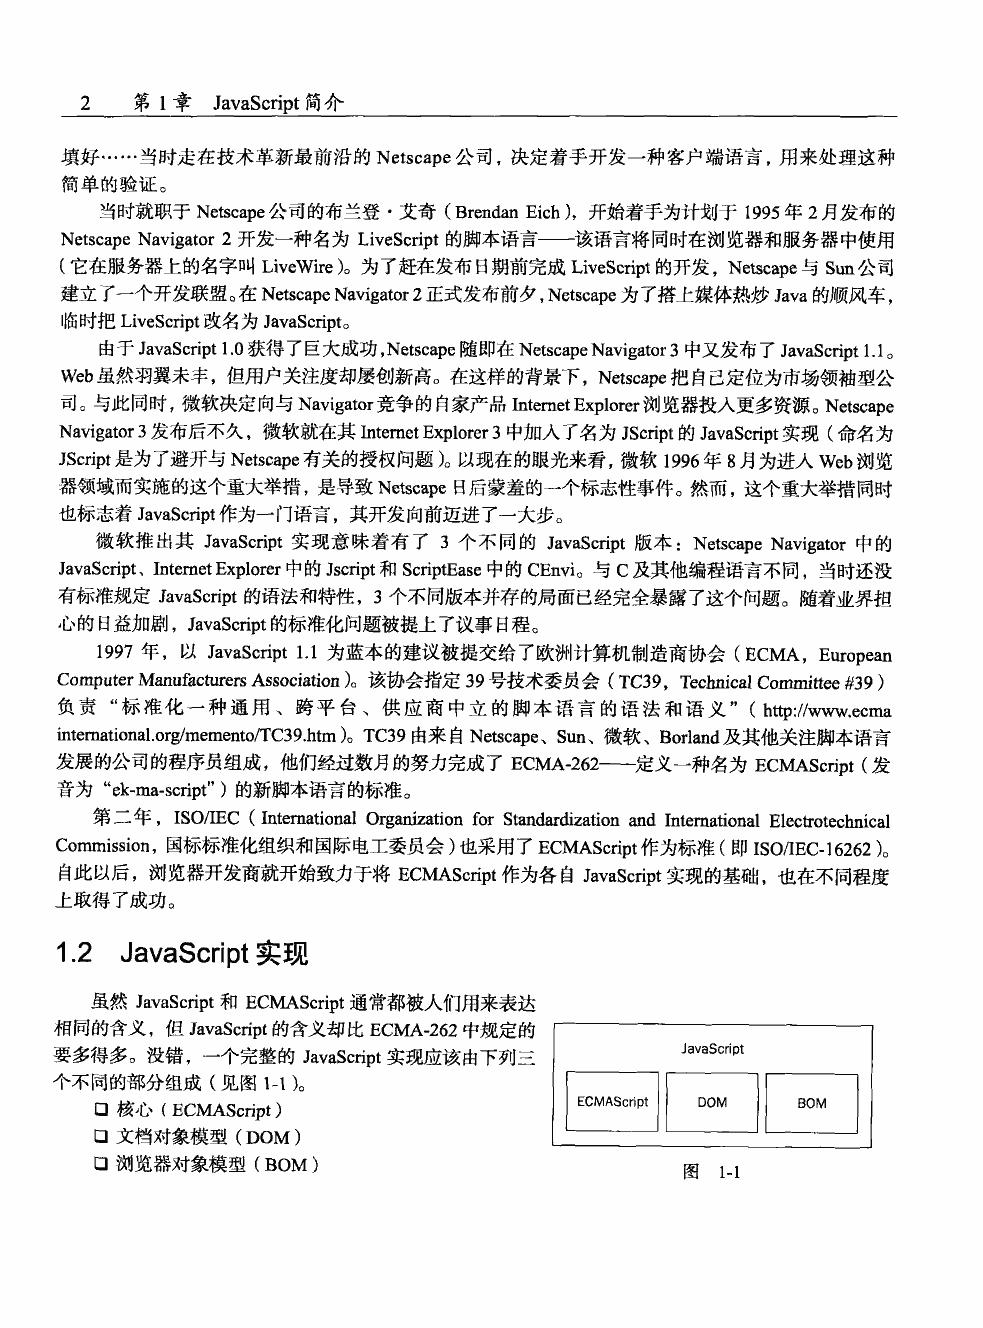 2 第1章 JavaScript 简介
填好……当时走在技术革新最前沿的 Netscape 公司，决定着手开发一种客户端语言，用来处理这种
简单的验证。
当时就职于 Netscape 公司的布兰登·艾奇（Brendan Eich），开始着手为计划于 1995 年 2 月发布的
Netscape Navigator 2 开发一种名为 LiveScript 的脚本语言——该语言将同时在浏览器和服务器中使用
（它在服务器上的名字叫 LiveWire）。为了赶在发布日期前完成 LiveScript 的开发，Netscape 与 Sun 公司
建立了一个开发联盟。在 Netscape Navigator 2 正式发布前夕，Netscape 为了搭上媒体热炒 Java 的顺风车，
临时把 LiveScript 改名为 JavaScript。
由于 JavaScript 1.0 获得了巨大成功，Netscape 随即在 Netscape Navigator 3 中又发布了 JavaScript 1.1。
Web 虽然羽翼未丰，但用户关注度却屡创新高。在这样的背景下，Netscape 把自己定位为市场领袖型公
司。与此同时，微软决定向与 Navigator 竞争的自家产品 Internet Explorer 浏览器投入更多资源。Netscape
Navigator 3 发布后不久，微软就在其 Internet Explorer 3 中加入了名为 JScript 的 JavaScript 实现（命名为
JScript 是为了避开与 Netscape 有关的授权问题）。以现在的眼光来看，微软 1996 年 8 月为进入 Web 浏览
器领域而实施的这个重大举措，是导致 Netscape 日后蒙羞的一个标志性事件。然而，这个重大举措同时
也标志着 JavaScript 作为一门语言，其开发向前迈进了一大步。
微软推出其 JavaScript 实现意味着有了 3 个不同的 JavaScript 版本：Netscape Navigator 中的
JavaScript、Internet Explorer 中的 Jscript 和 ScriptEase 中的 CEnvi。与 C 及其他编程语言不同，当时还没
有标准规定 JavaScript 的语法和特性，3 个不同版本并存的局面已经完全暴露了这个问题。随着业界担
心的日益加剧，JavaScript 的标准化问题被提上了议事日程。
1997 年，以 JavaScript 1.1 为蓝本的建议被提交给了欧洲计算机制造商协会（ECMA，European
Computer Manufacturers Association）。该协会指定 39 号技术委员会（TC39，Technical Committee #39）
负责“标准化一种通用、跨平台、供应商中立的脚本语言的语法和语义”（http://www.ecma
international.org/memento/TC39.htm）。TC39 由来自 Netscape、Sun、微软、Borland 及其他关注脚本语言
发展的公司的程序员组成，他们经过数月的努力完成了 ECMA-262——定义一种名为 ECMAScript（发
音为“ek-ma-script”）的新脚本语言的标准。
第二年，ISO/IEC（International Organization for Standardization and International Electrotechnical
Commission，国标标准化组织和国际电工委员会）也采用了 ECMAScript 作为标准（即 ISO/IEC-16262）。
自此以后，浏览器开发商就开始致力于将 ECMAScript 作为各自 JavaScript 实现的基础，也在不同程度
上取得了成功。
1.2 JavaScript 实现
虽然 JavaScript 和 ECMAScript 通常都被人们用来表达
相同的含义，但 JavaScript 的含义却比 ECMA-262 中规定的
要多得多。没错，一个完整的 JavaScript 实现应该由下列三
个不同的部分组成（见图 1-1）。
❑ 核心（ECMAScript）
❑ 文档对象模型（DOM）
❑ 浏览器对象模型（BOM）
JavaScript
ECMAScript DOM BOM
图 1-1